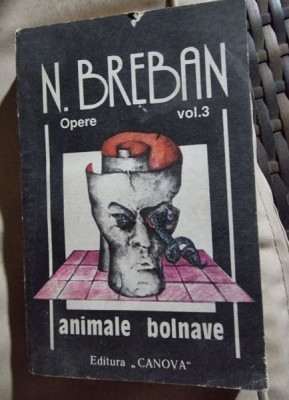 N. BREBAN
Opere vol.3
animale bolnave
Editura „CANOVA"